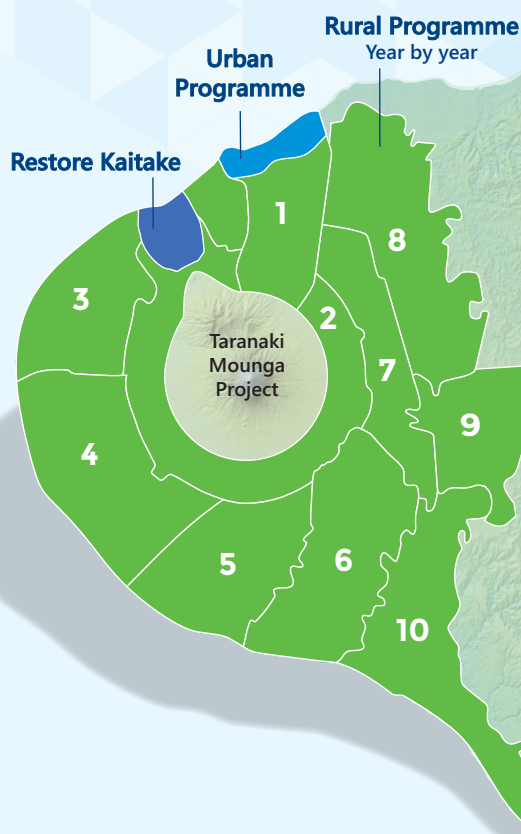 Rural Programme
Year by year
Urban
Programme
Restore Kaitake
1
8
3
2
Taranaki
Mounga
Project
7
9
4
5
6
10